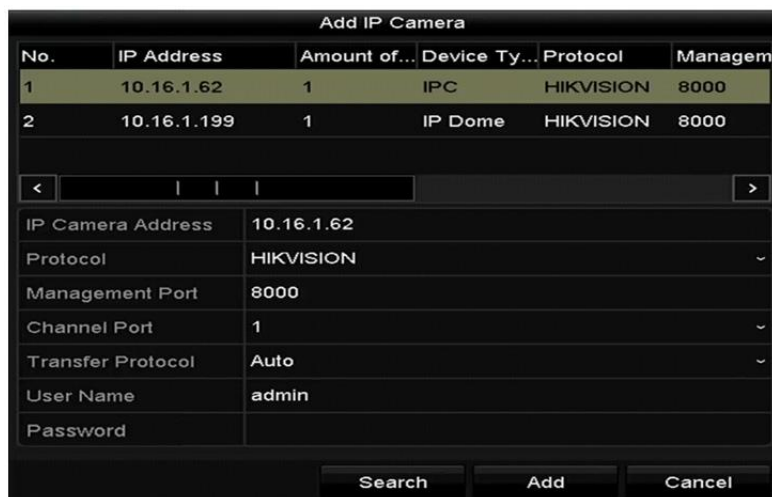 Add IP Camera
No. IP Address Amount of... Device Ty... Protocol Managem
1 10.16.1.62 1 IPC HIKVISION 8000
2 10.16.1.199 1 IP Dome HIKVISION 8000
IP Camera Address 10.16.1.62
Protocol HIKVISION
Management Port 8000
Channel Port 1
Transfer Protocol Auto
User Name admin
Password
Search Add Cancel